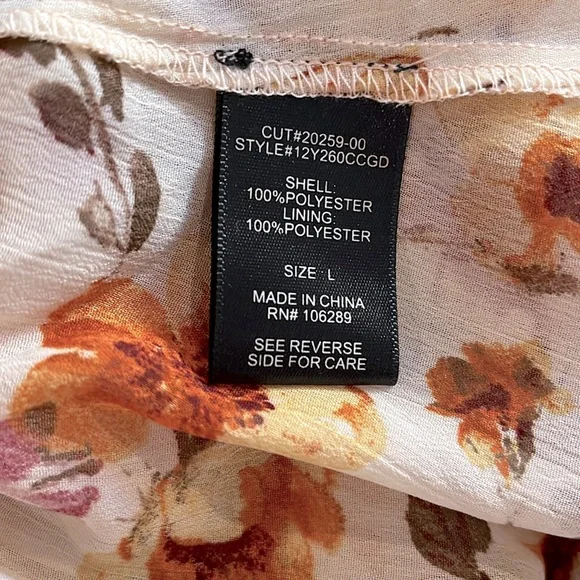 CUT#20259-00
STYLE#12Y260CCGD
SHELL:
100%POLYESTER
LINING:
100%POLYESTER
SIZE L
MADE IN CHINA
RN# 106289
SEE REVERSE
SIDE FOR CARE